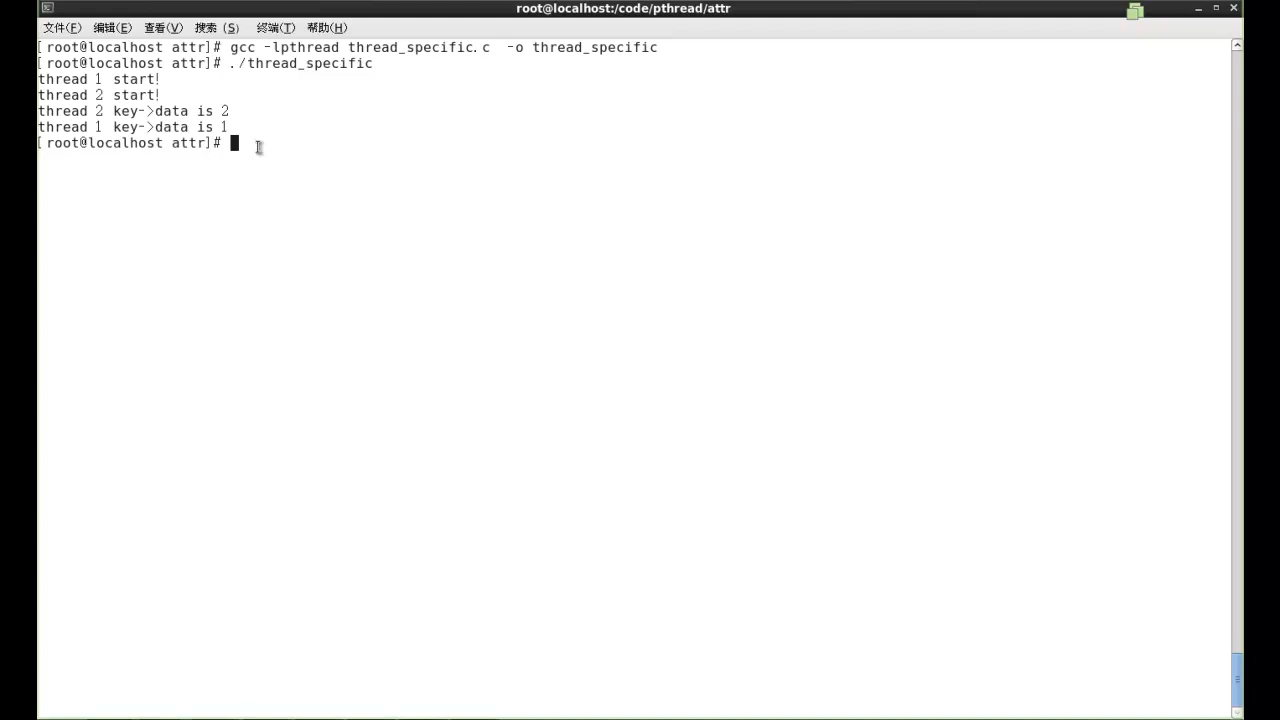 root@localhost:/code/pthread/attr
文件(F) 编辑(E) 查看(V) 搜索 (S) 终端(T) 帮助(H)
[root@localhost attr]# gcc -lpthread thread_specific.c  -o thread_specific
[root@localhost attr]# ./thread_specific
thread 1 start!
thread 2 start!
thread 2 key->data is 2
thread 1 key->data is 1
[root@localhost attr]#